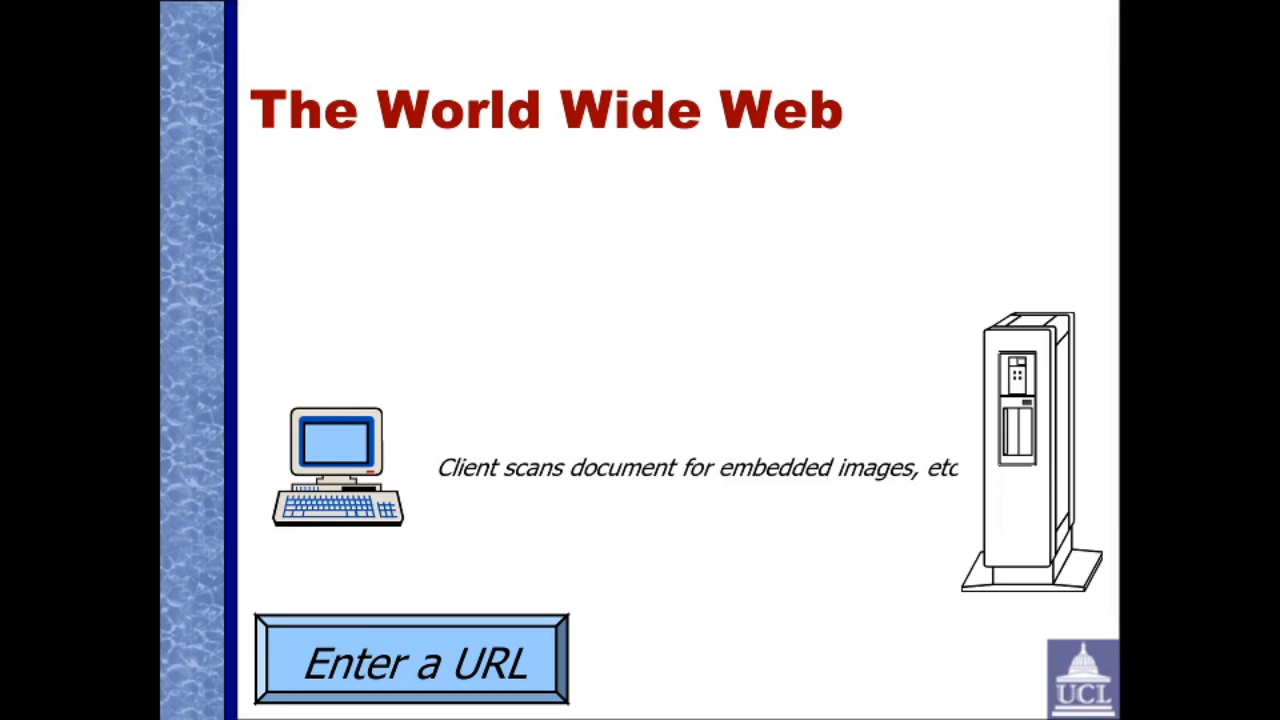 The World Wide Web
Client scans document for embedded images, etc
Enter a URL
UCL